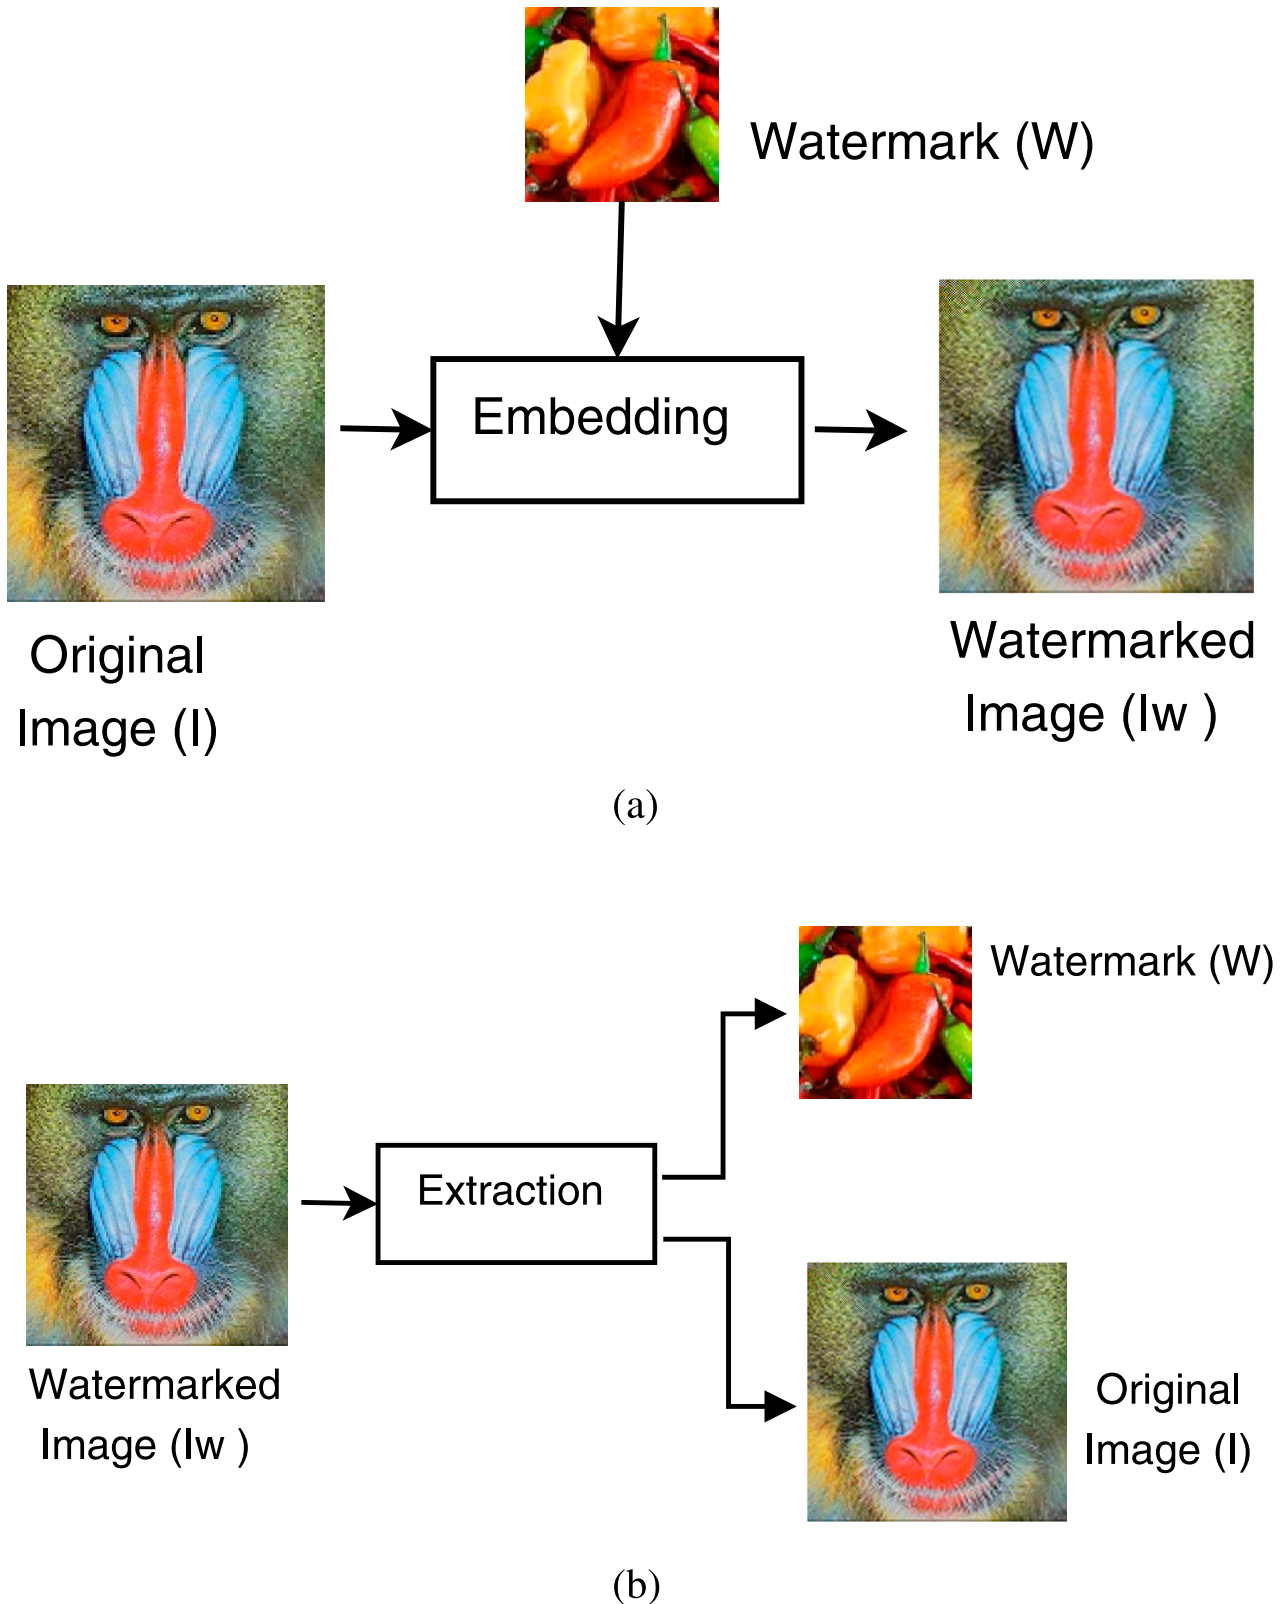 Watermark (W)
Embedding
Original
Image (I)
Watermarked
Image (Iw )
(a)
Watermark (W)
Extraction
Watermarked
Image (Iw )
Original
Image (I)
(b)